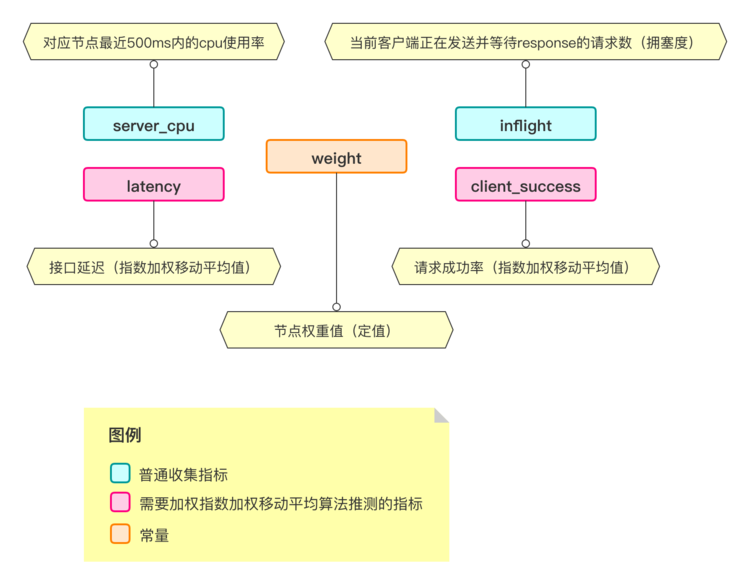 对应节点最近500ms内的cpu使用率
当前客户端正在发送并等待response的请求数（拥塞度）
server_cpu
inflight
weight
latency
client_success
接口延迟（指数加权移动平均值）
请求成功率（指数加权移动平均值）
节点权重值（定值）
图例
普通收集指标
需要加权指数加权移动平均算法推测的指标
常量